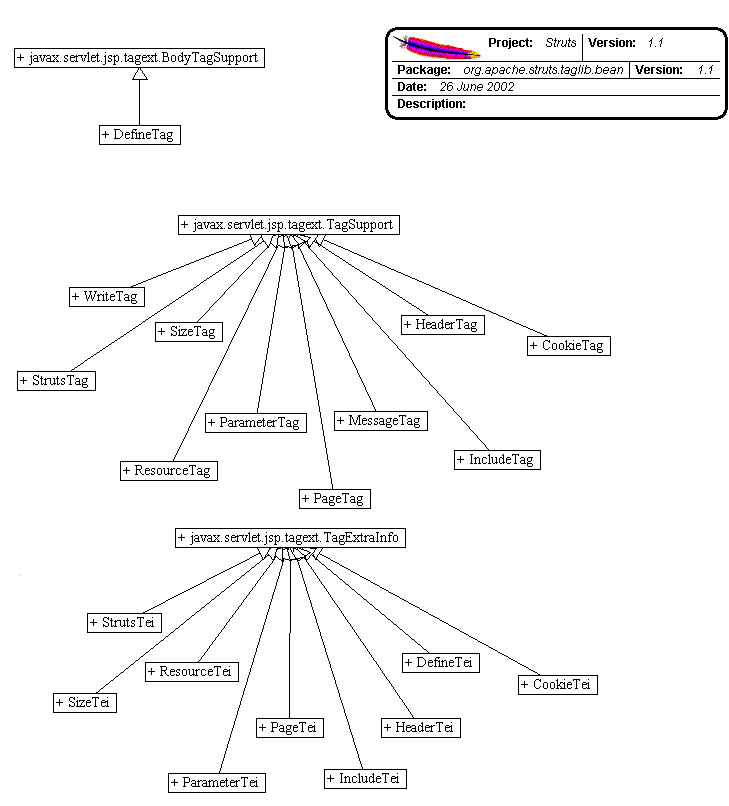 Project: Struts Version: 1.1
+ javax.servlet.jsp.tagext.BodyTagSupport
Package: org.apache.struts.taglib.bean Version: 1.1
Date: 26 June 2002
Description:
+ DefineTag
+ javax.servlet.jsp.tagext.TagSupport
+ WriteTag
+ SizeTag
+ HeaderTag
+ CookieTag
+ StrutsTag
+ ParameterTag
+ MessageTag
+ IncludeTag
+ ResourceTag
+ PageTag
+ javax.servlet.jsp.tagext.TagExtraInfo
+ StrutsTei
+ ResourceTei
+ DefineTei
+ CookieTei
+ SizeTei
+ PageTei
+ HeaderTei
+ ParameterTei
+ IncludeTei